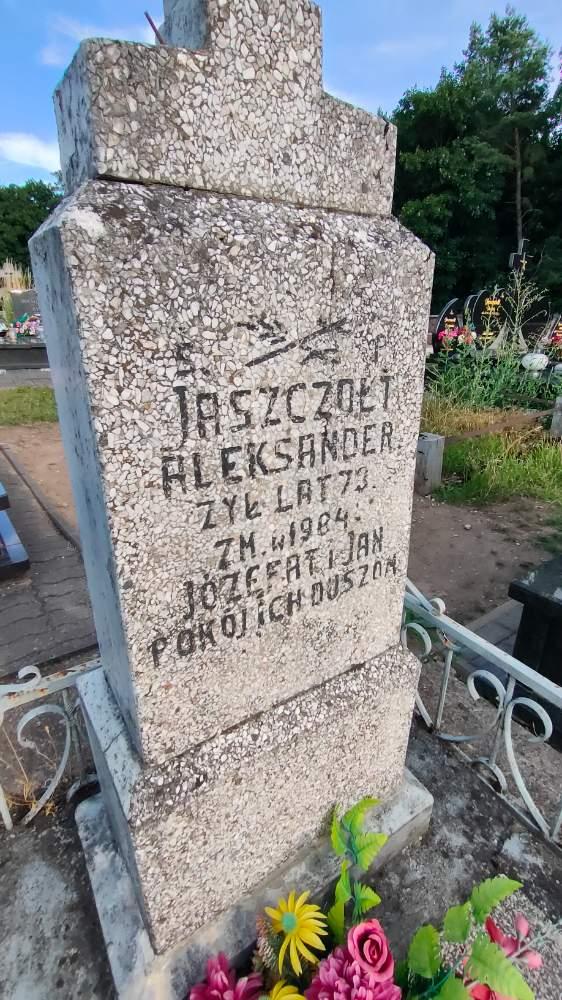 Ś. P.
JASZCZOŁT
ALEKSANDER
ŻYŁ LAT 73.
ZM. W 1984.
JÓZEFAT i JAN
POKÓJ ICH DUSZOM